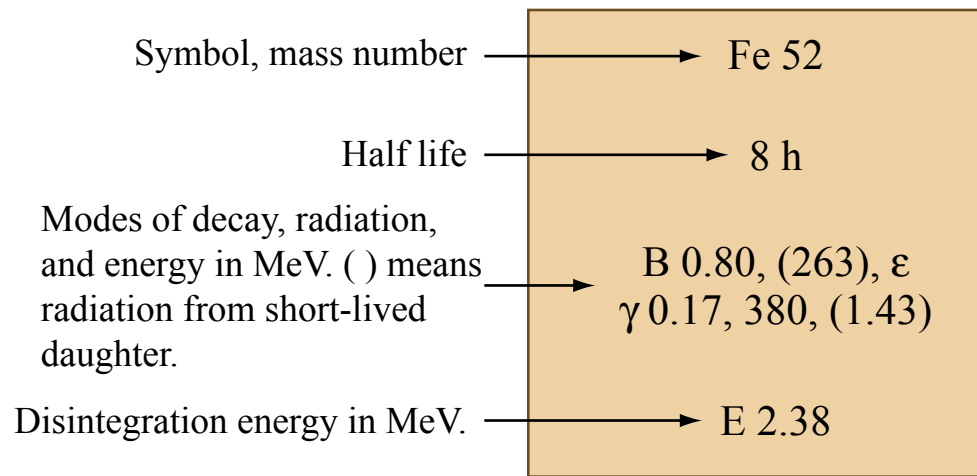 Symbol, mass number
Fe 52
Half life
8 h
Modes of decay, radiation,
and energy in MeV. ( ) means
radiation from short-lived
daughter.
B 0.80, (263), ε
γ 0.17, 380, (1.43)
Disintegration energy in MeV.
E 2.38